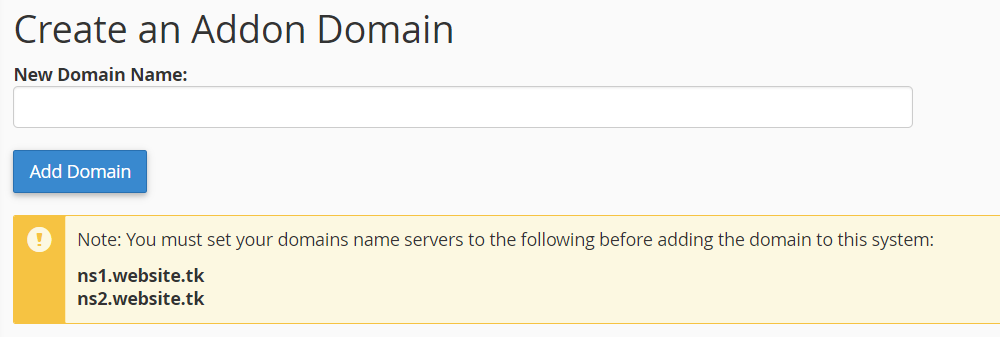 Create an Addon Domain
New Domain Name:
Add Domain
Note: You must set your domains name servers to the following before adding the domain to this system:
ns1.website.tk
ns2.website.tk